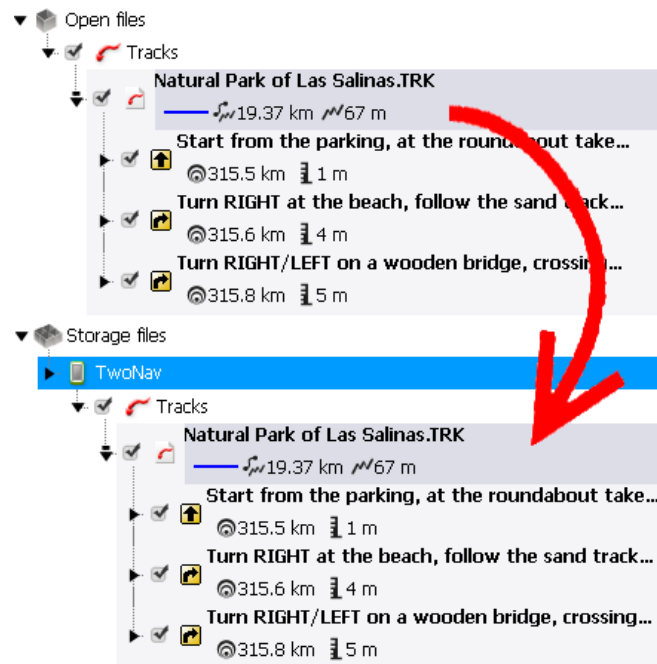 Open files
Tracks
Natural Park of Las Salinas.TRK
19.37 km 67 m
Start from the parking, at the roundabout take...
315.5 km 1 m
Turn RIGHT at the beach, follow the sand track...
315.6 km 4 m
Turn RIGHT/LEFT on a wooden bridge, crossing...
315.8 km 5 m
Storage files
TwoNav
Tracks
Natural Park of Las Salinas.TRK
19.37 km 67 m
Start from the parking, at the roundabout take...
315.5 km 1 m
Turn RIGHT at the beach, follow the sand track...
315.6 km 4 m
Turn RIGHT/LEFT on a wooden bridge, crossing...
315.8 km 5 m